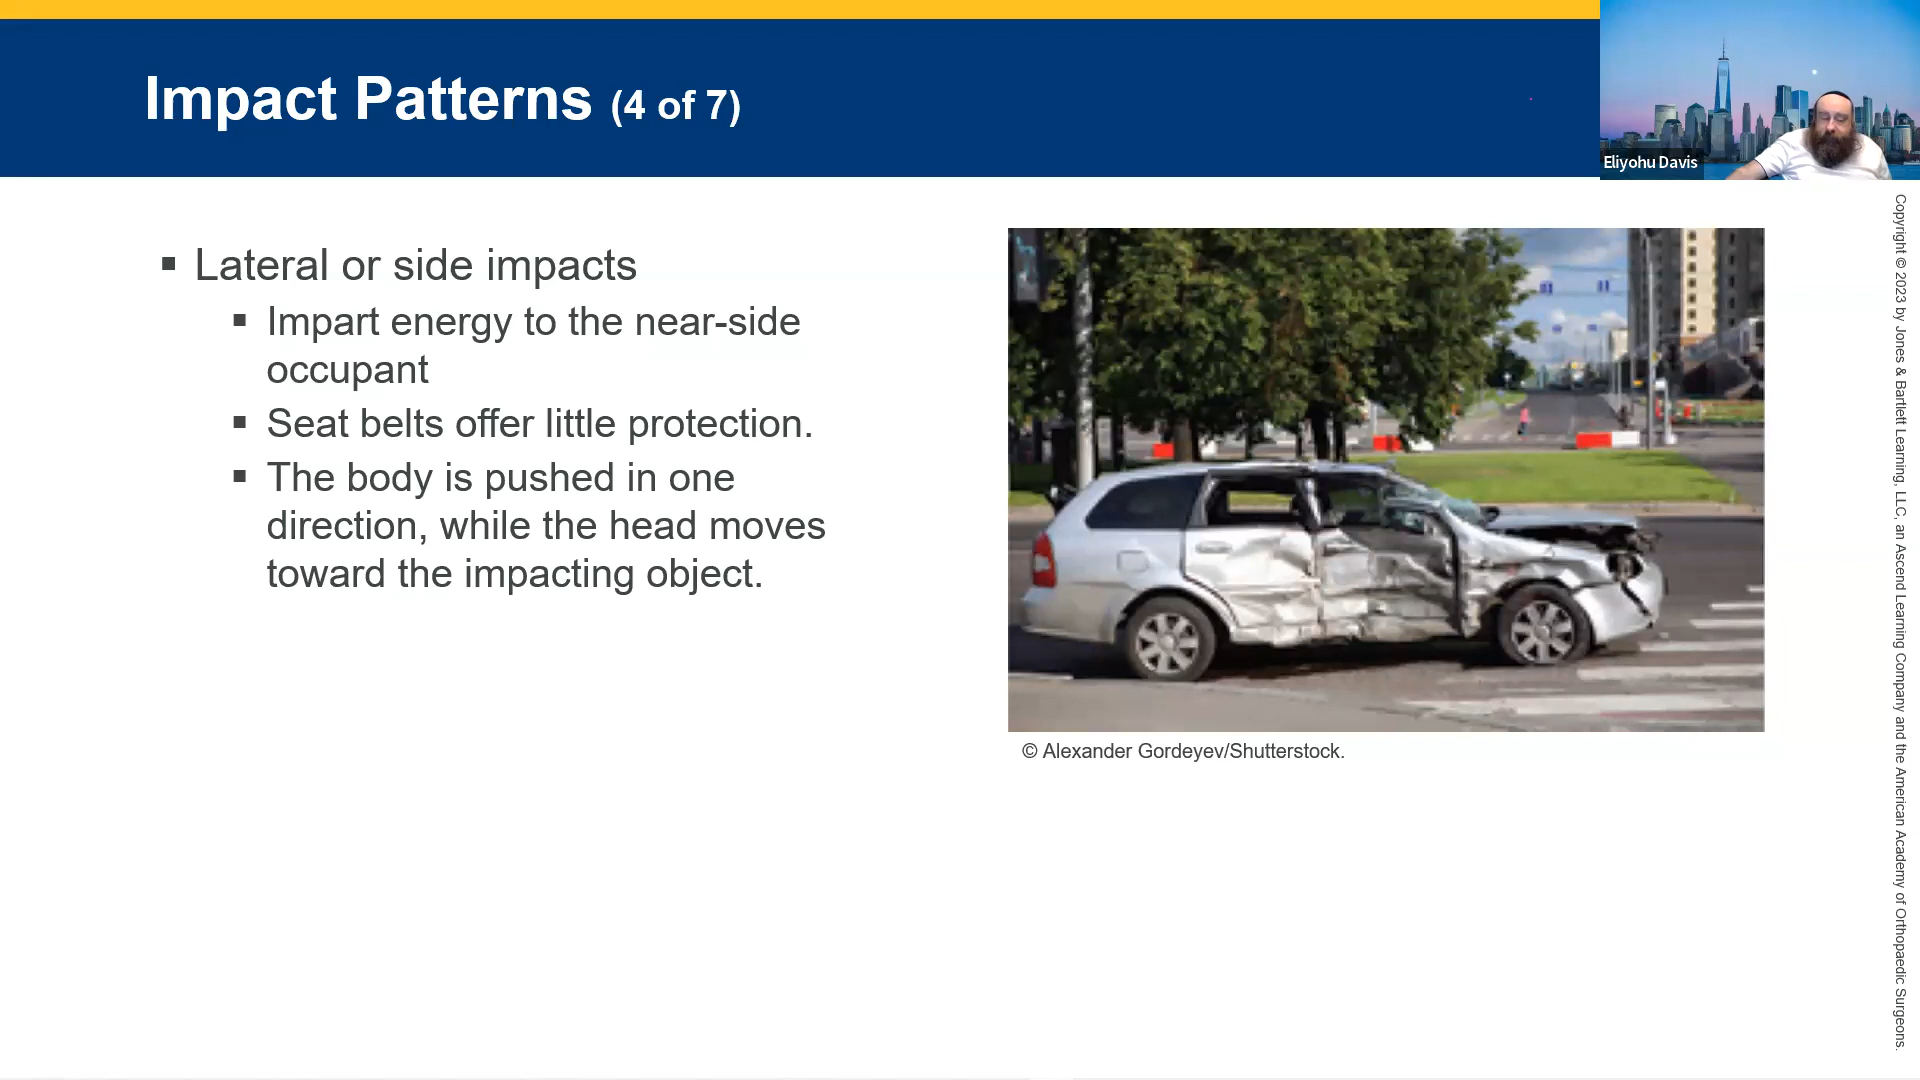 Impact Patterns (4 of 7)
Eliyohu Davis
▪ Lateral or side impacts
▪ Impart energy to the near-side
occupant
▪ Seat belts offer little protection.
▪ The body is pushed in one
direction, while the head moves
toward the impacting object.
© Alexander Gordeyev/Shutterstock.
Copyright © 2023 by Jones & Bartlett Learning, LLC, an Ascend Learning Company and the American Academy of Orthopaedic Surgeons.